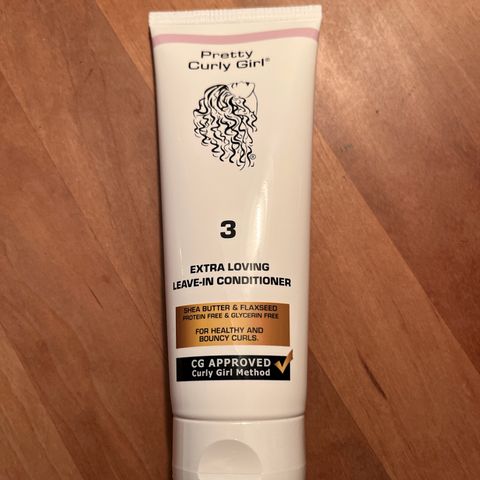 Pretty
Curly Girl®
®
3
EXTRA LOVING
LEAVE-IN CONDITIONER
SHEA BUTTER & FLAXSEED
PROTEIN FREE & GLYCERIN FREE
FOR HEALTHY AND
BOUNCY CURLS.
CG APPROVED
Curly Girl Method